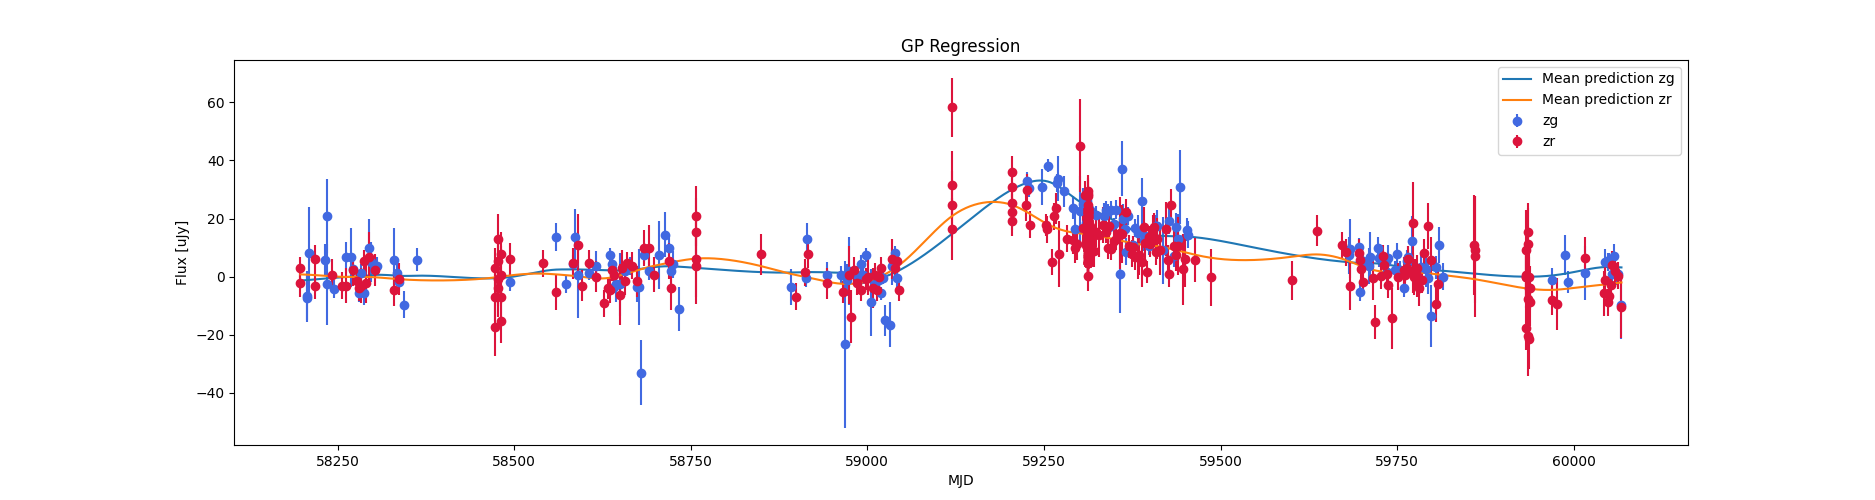 GP Regression
Flux [uJy]
60
40
20
0
−20
−40
58250
58500
58750
59000
59250
59500
59750
60000
MJD
Mean prediction zg
Mean prediction zr
zg
zr